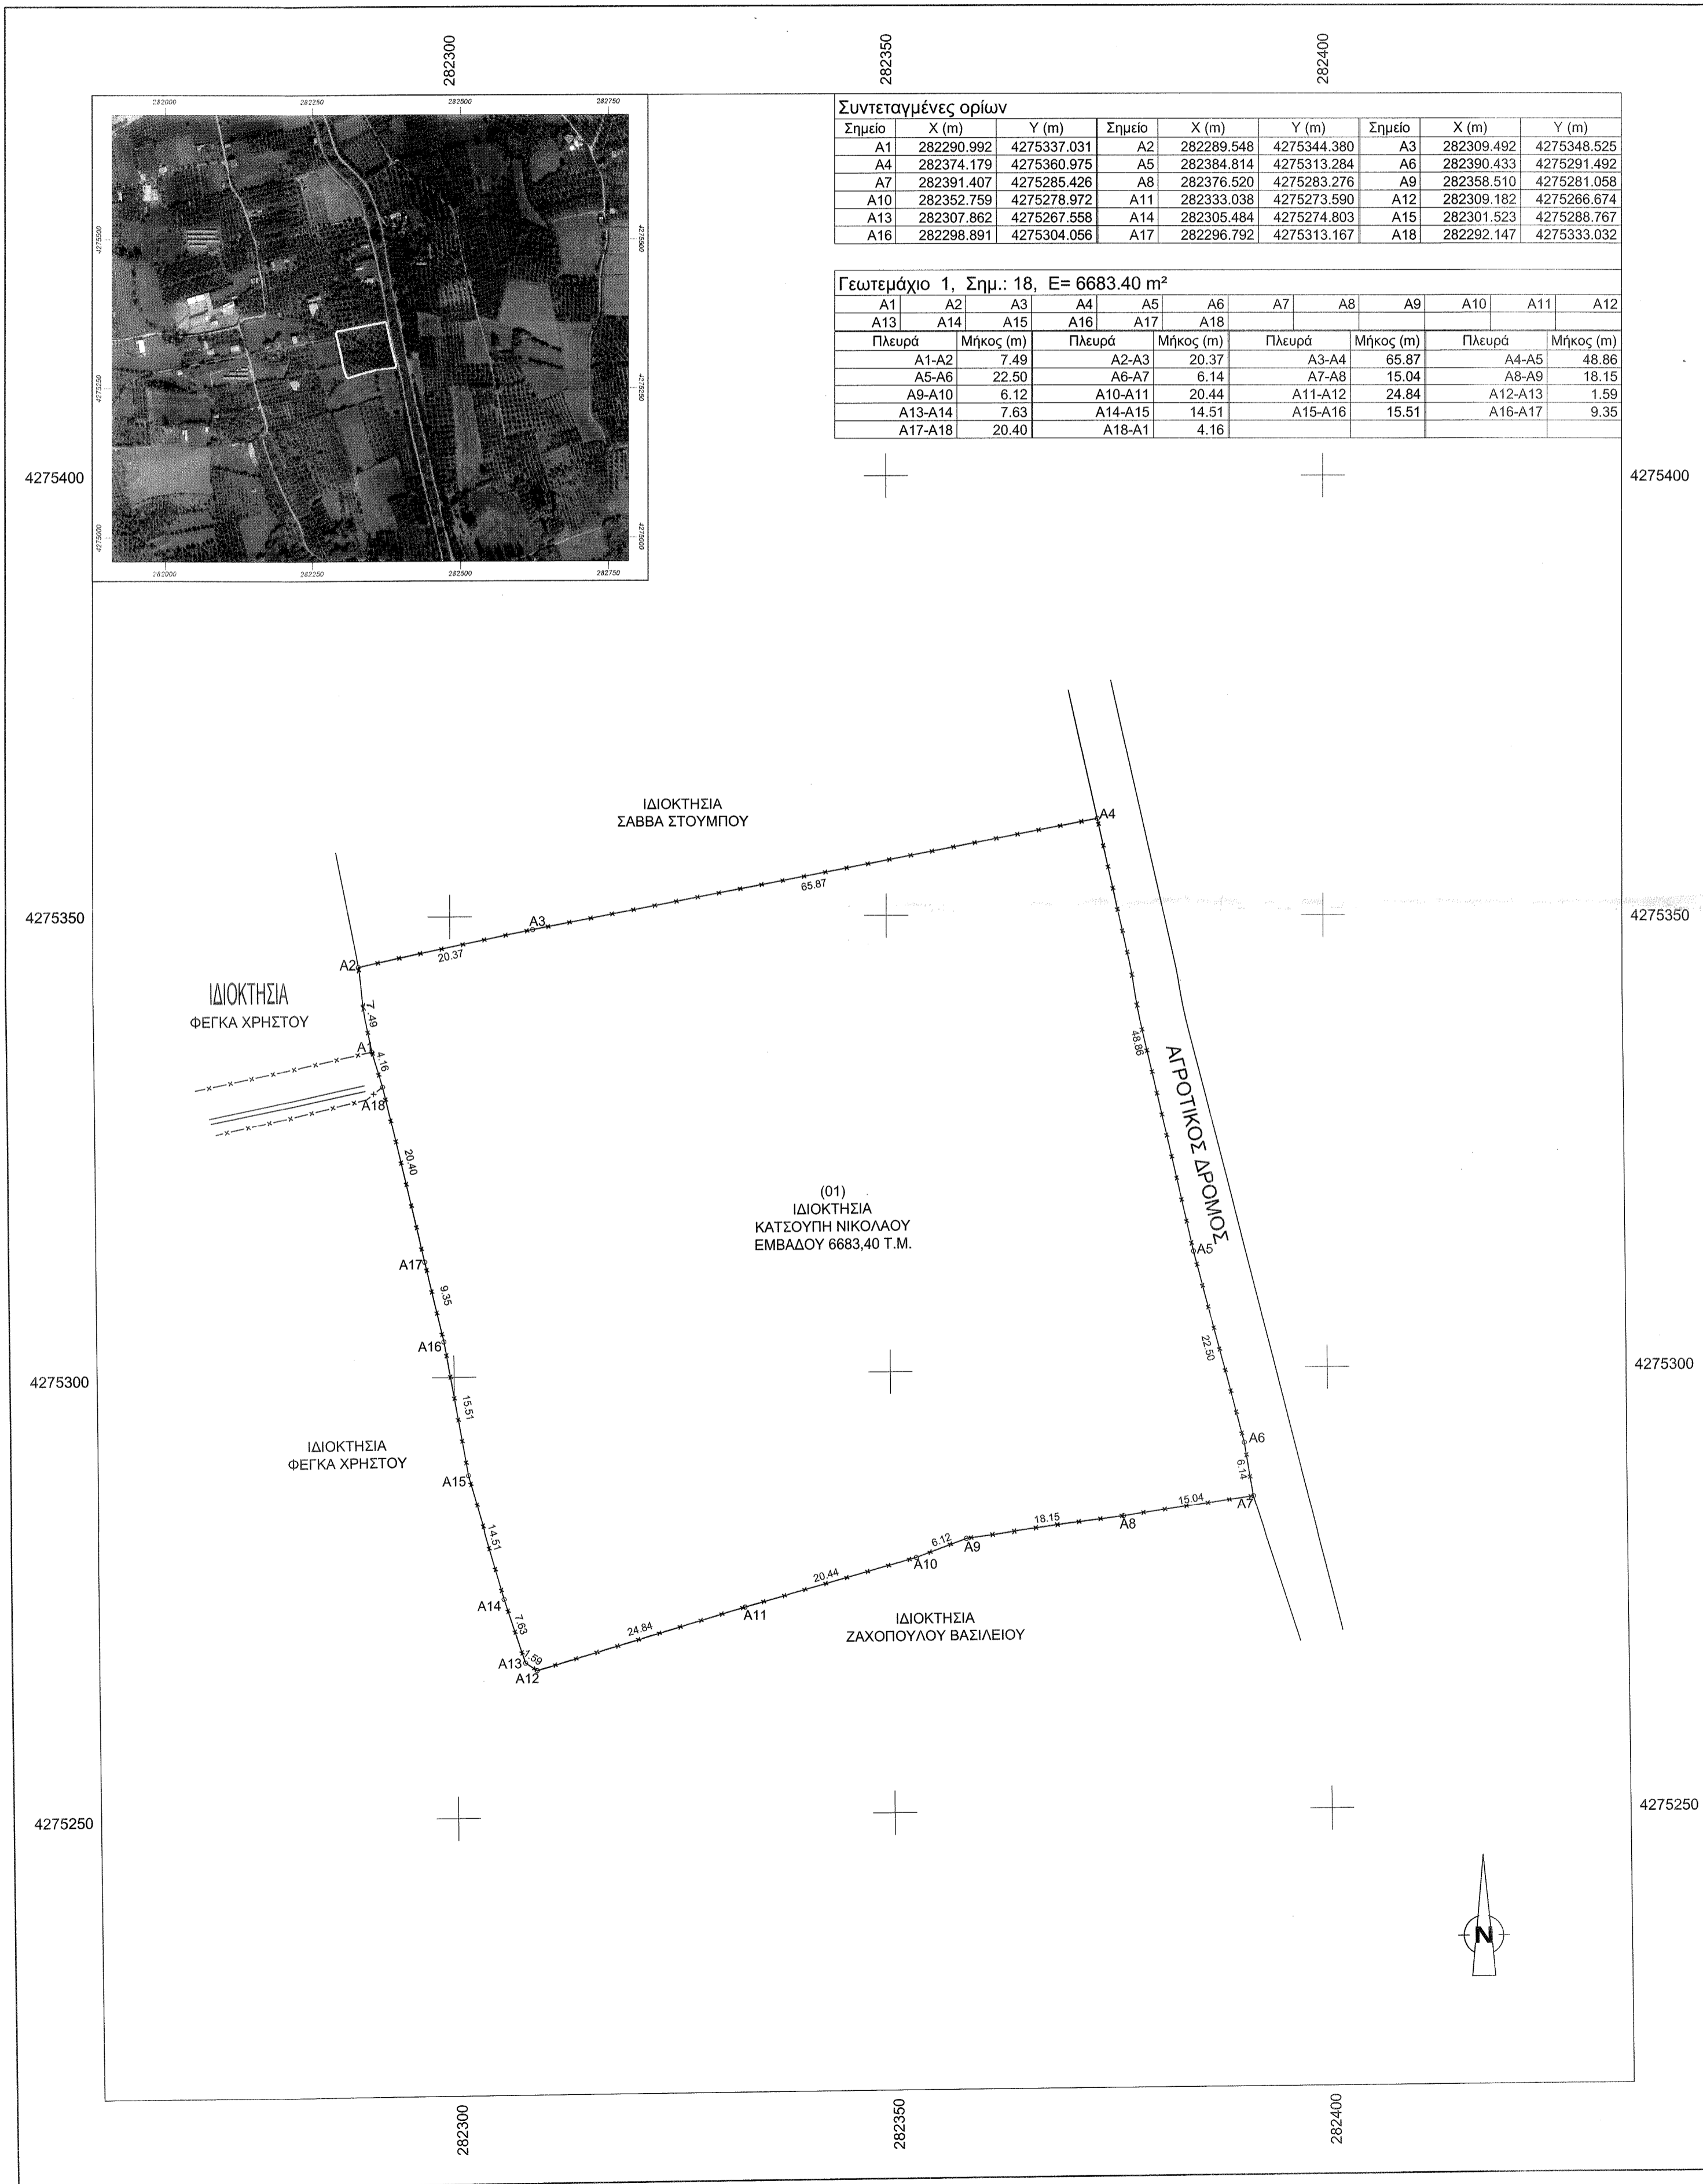 282300 282350 282400
282000 282250 282500 282750
4275500 4275500
4275250 4275250
4275000 4275000
282000 282250 282500 282750
Συντεταγμένες ορίων
Σημείο X (m) Y (m) Σημείο X (m) Y (m) Σημείο X (m) Y (m)
A1 282290.992 4275337.031 A2 282289.548 4275344.380 A3 282309.492 4275348.525
A4 282374.179 4275360.975 A5 282384.814 4275313.284 A6 282390.433 4275291.492
A7 282391.407 4275285.426 A8 282376.520 4275283.276 A9 282358.510 4275281.058
A10 282352.759 4275278.972 A11 282333.038 4275273.590 A12 282309.182 4275266.674
A13 282307.862 4275267.558 A14 282305.484 4275274.803 A15 282301.523 4275288.767
A16 282298.891 4275304.056 A17 282296.792 4275313.167 A18 282292.147 4275333.032
Γεωτεμάχιο 1, Σημ.: 18, E= 6683.40 m²
A1 A2 A3 A4 A5 A6 A7 A8 A9 A10 A11 A12
A13 A14 A15 A16 A17 A18
Πλευρά Μήκος (m) Πλευρά Μήκος (m) Πλευρά Μήκος (m) Πλευρά Μήκος (m)
A1-A2 7.49 A2-A3 20.37 A3-A4 65.87 A4-A5 48.86
A5-A6 22.50 A6-A7 6.14 A7-A8 15.04 A8-A9 18.15
A9-A10 6.12 A10-A11 20.44 A11-A12 24.84 A12-A13 1.59
A13-A14 7.63 A14-A15 14.51 A15-A16 15.51 A16-A17 9.35
A17-A18 20.40 A18-A1 4.16
4275400 4275400
ΙΔΙΟΚΤΗΣΙΑ
ΣΑΒΒΑ ΣΤΟΥΜΠΟΥ
A4
65.87
4275350 4275350
A3
20.37
A2
ΙΔΙΟΚΤΗΣΙΑ
ΦΕΓΚΑ ΧΡΗΣΤΟΥ
7.49
48.86
A1
4.16
A18
ΑΓΡΟΤΙΚΟΣ ΔΡΟΜΟΣ
20.40
(01)
ΙΔΙΟΚΤΗΣΙΑ
ΚΑΤΣΟΥΠΗ ΝΙΚΟΛΑΟΥ
ΕΜΒΑΔΟΥ 6683,40 Τ.Μ.
A5
A17
9.35
A16
22.50
4275300 4275300
15.51
A6
ΙΔΙΟΚΤΗΣΙΑ
ΦΕΓΚΑ ΧΡΗΣΤΟΥ
6.14
A15
15.04
A7
18.15
A8
14.51
6.12
A9
A10
20.44
A14
A11
7.63
24.84
ΙΔΙΟΚΤΗΣΙΑ
ΖΑΧΟΠΟΥΛΟΥ ΒΑΣΙΛΕΙΟΥ
A13
1.59
A12
4275250 4275250
N
282300 282350 282400